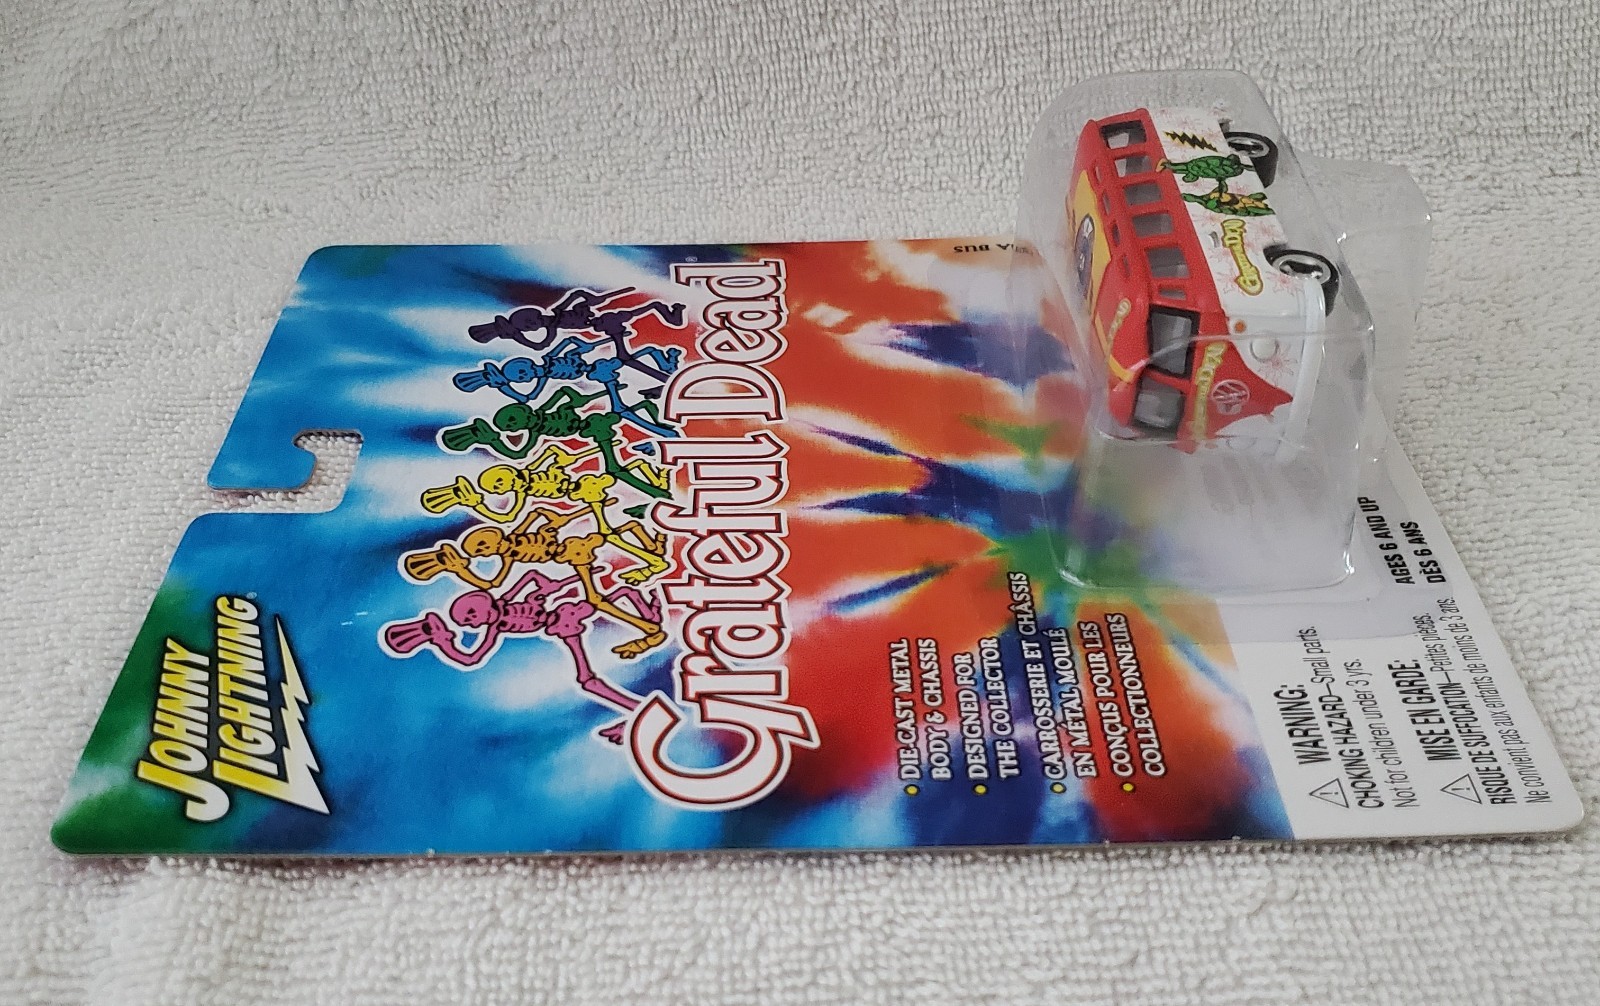 JOHNNY
LIGHTNING®
Grateful Dead®
• DIE-CAST METAL
BODY & CHASSIS
• DESIGNED FOR
THE COLLECTOR
• CARROSSERIE ET CHÂSSIS
EN MÉTAL MOULÉ
• CONÇUS POUR LES
COLLECTIONNEURS
BUS
GRATEFUL DEAD
⚠ WARNING:
CHOKING HAZARD—Small parts.
Not for children under 3 yrs.
⚠ MISE EN GARDE:
RISQUE DE SUFFOCATION—Petites pièces.
Ne convient pas aux enfants de moins de 3 ans.
AGES 6 AND UP
DÈS 6 ANS